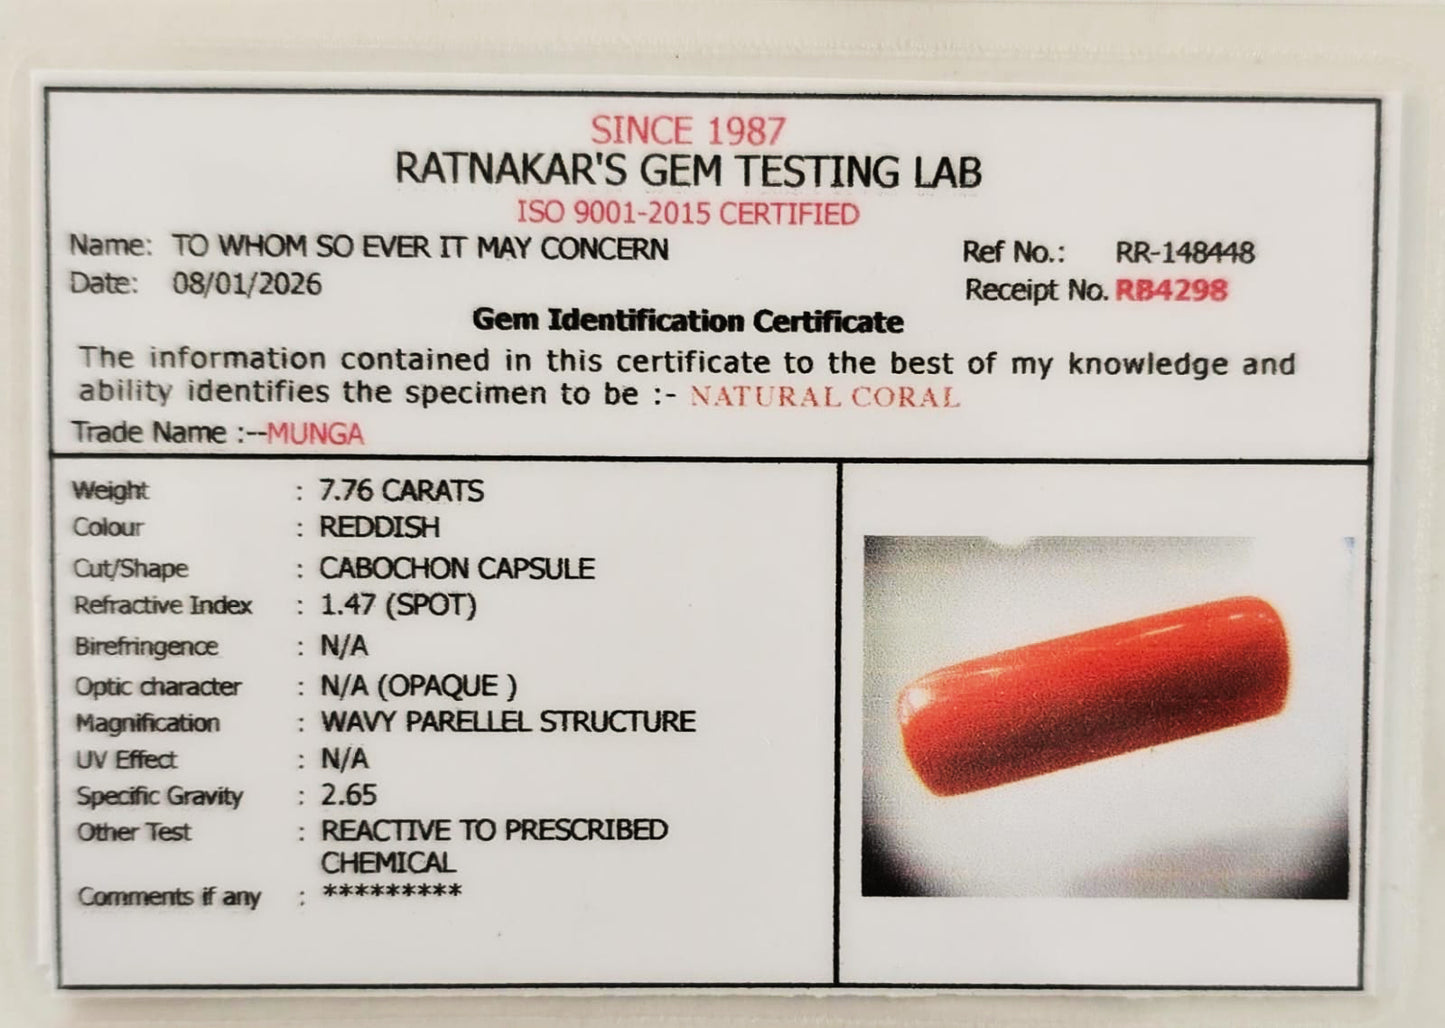 SINCE 1987
RATNAKAR'S GEM TESTING LAB
ISO 9001-2015 CERTIFIED
Name: TO WHOM SO EVER IT MAY CONCERN Ref No.: RR-148448
Date: 08/01/2026 Receipt No. RB4298
Gem Identification Certificate
The information contained in this certificate to the best of my knowledge and
ability identifies the specimen to be :- NATURAL CORAL
Trade Name :--MUNGA
Weight : 7.76 CARATS
Colour : REDDISH
Cut/Shape : CABOCHON CAPSULE
Refractive Index : 1.47 (SPOT)
Birefringence : N/A
Optic character : N/A (OPAQUE )
Magnification : WAVY PARELLEL STRUCTURE
UV Effect : N/A
Specific Gravity : 2.65
Other Test : REACTIVE TO PRESCRIBED
CHEMICAL
Comments if any : *********